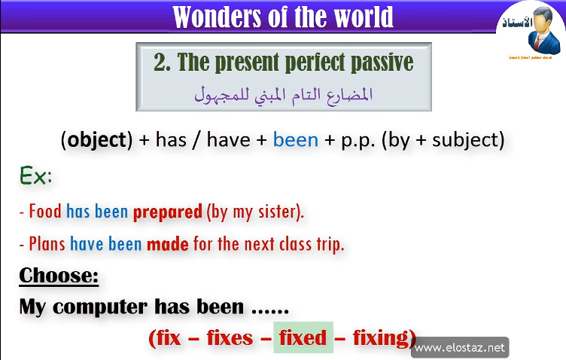 Wonders of the world
الأستاذ
2. The present perfect passive
المضارع التام المبني للمجهول
(object) + has / have + been + p.p. (by + subject)
Ex:
- Food has been prepared (by my sister).
- Plans have been made for the next class trip.
Choose:
My computer has been ......
(fix – fixes – fixed – fixing)
www.elostaz.net